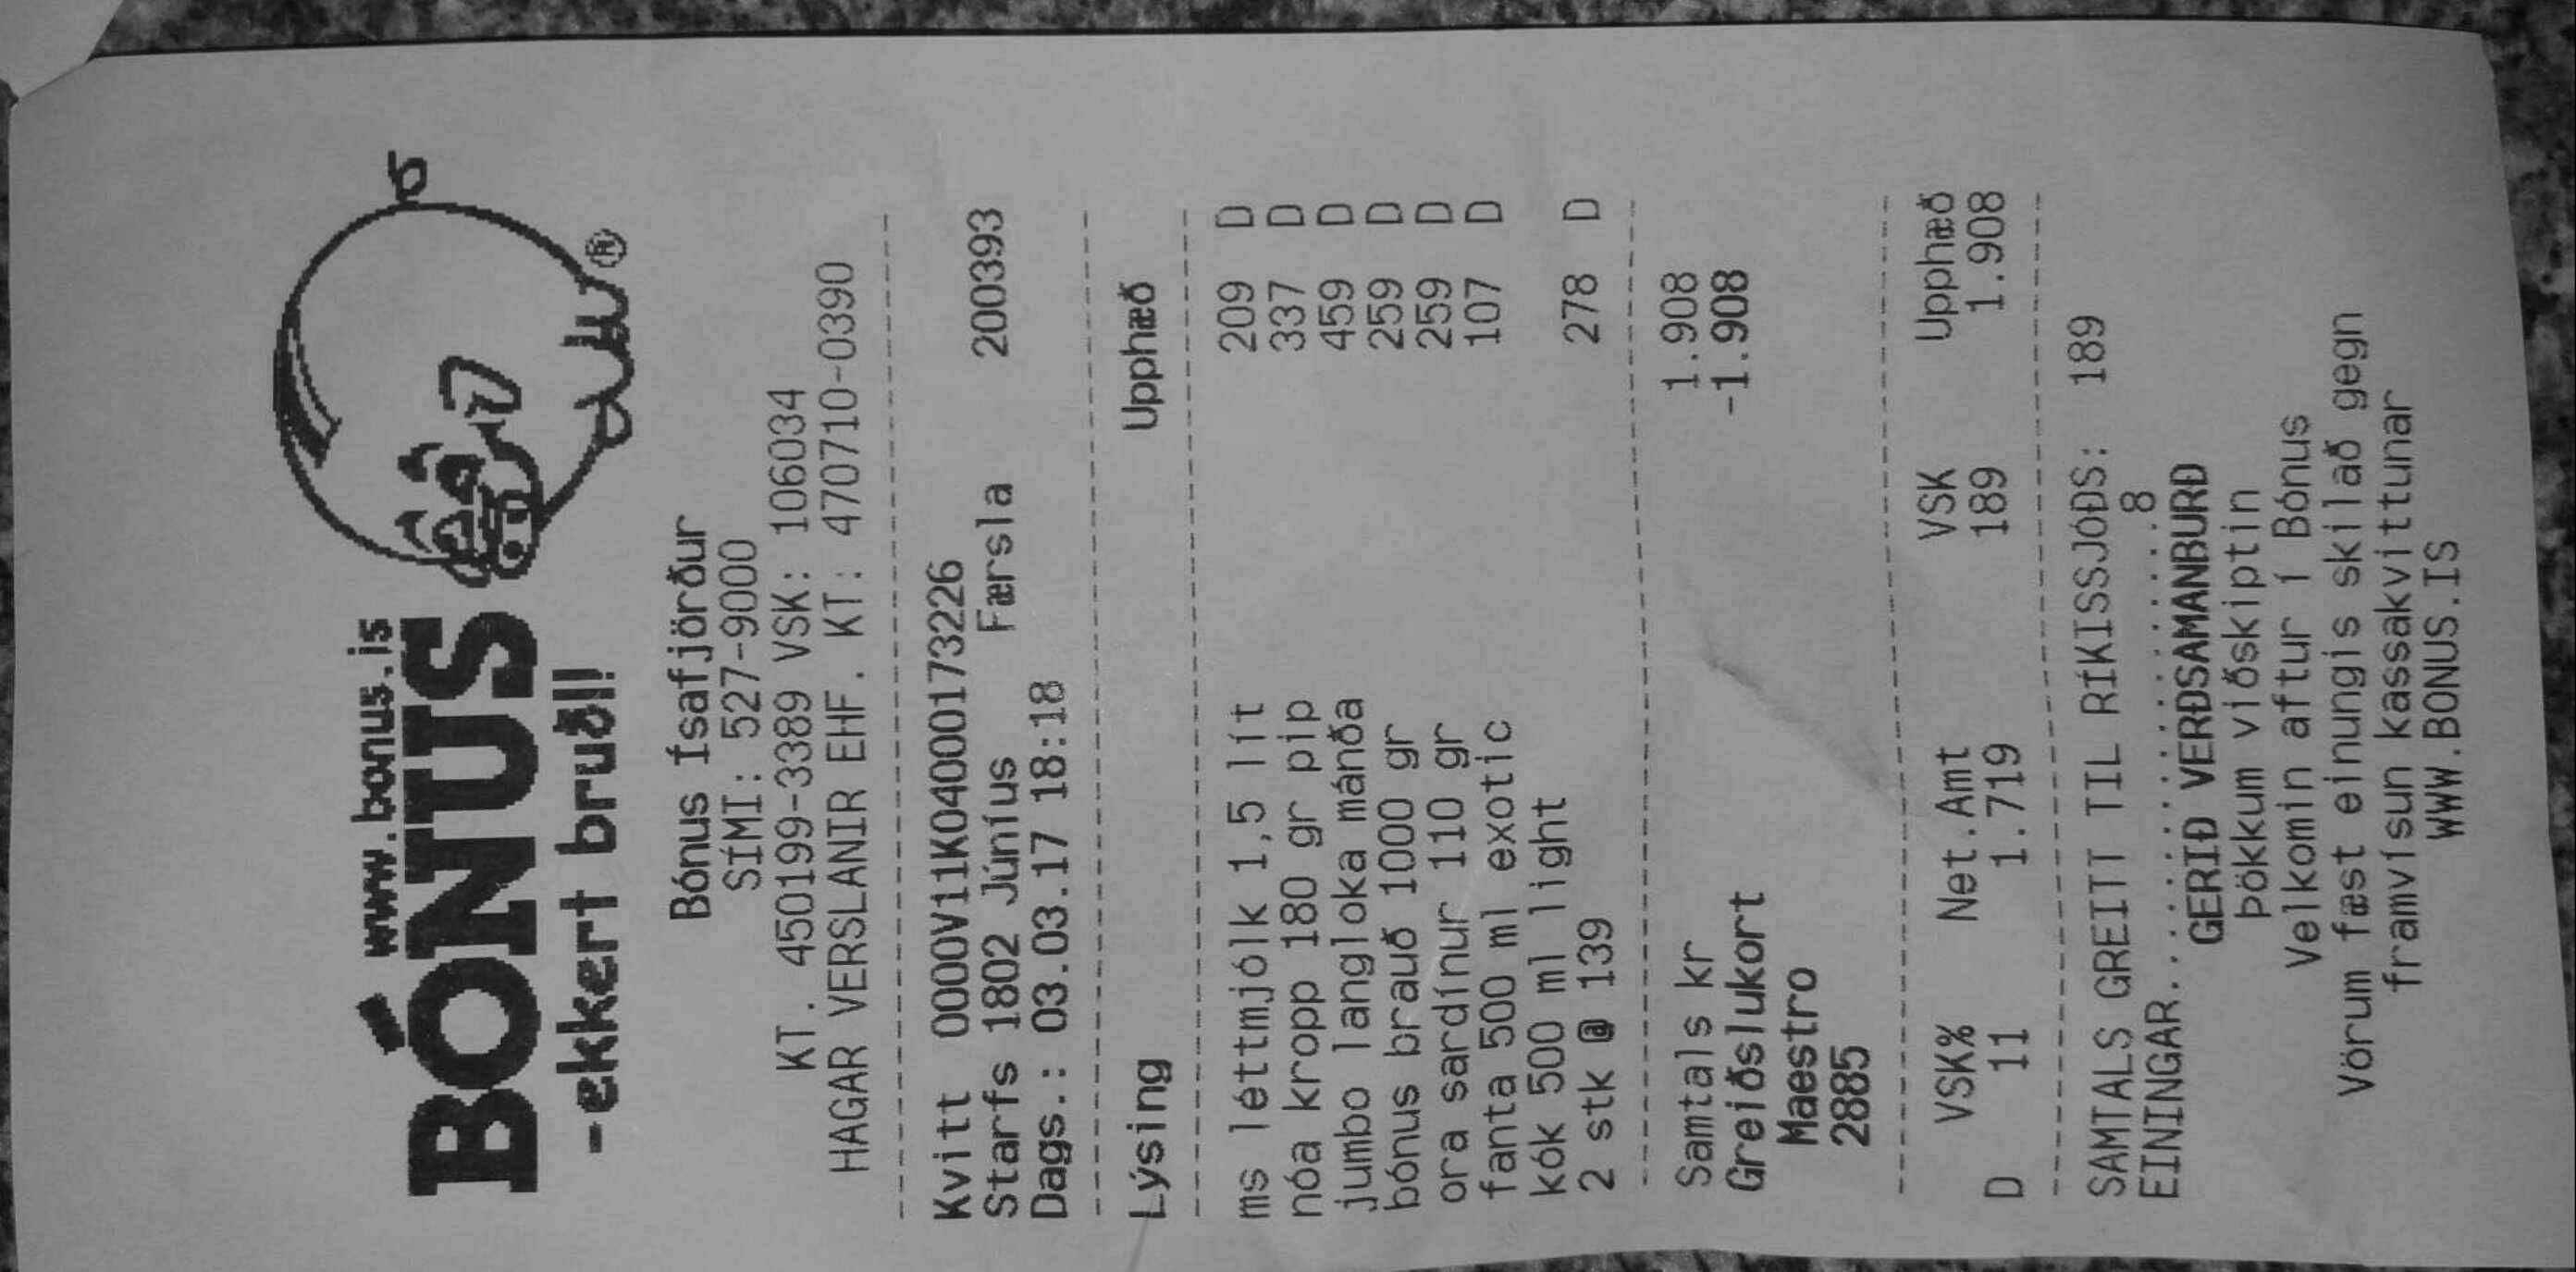 www.bonus.is
BÓNUS
-ekkert bruðl!
®
Bónus Ísafjörður
SÍMI: 527-9000
KT. 450199-3389 VSK: 106034
HAGAR VERSLANIR EHF. KT: 470710-0390
Kvitt 0000V11K04000173226
Starfs 1802 Júníus Færsla 200393
Dags.: 03.03.17 18:18
Lýsing Upphæð
ms léttmjólk 1,5 lít 209 D
nóa kropp 180 gr pip 337 D
jumbo langloka mánða 459 D
bónus brauð 1000 gr 259 D
ora sardínur 110 gr 259 D
fanta 500 ml exotic 107 D
kók 500 ml light
2 stk @ 139 278 D
Samtals kr 1.908
Greiðslukort -1.908
Maestro
2885
VSK% Net.Amt VSK Upphæð
D 11 1.719 189 1.908
SAMTALS GREITT TIL RÍKISSJÓÐS: 189
EININGAR....................8
GERIÐ VERÐSAMANBURÐ
Þökkum viðskiptin
Velkomin aftur í Bónus
Vörum fæst einungis skilað gegn
framvísun kassakvittunar
WWW.BONUS.IS